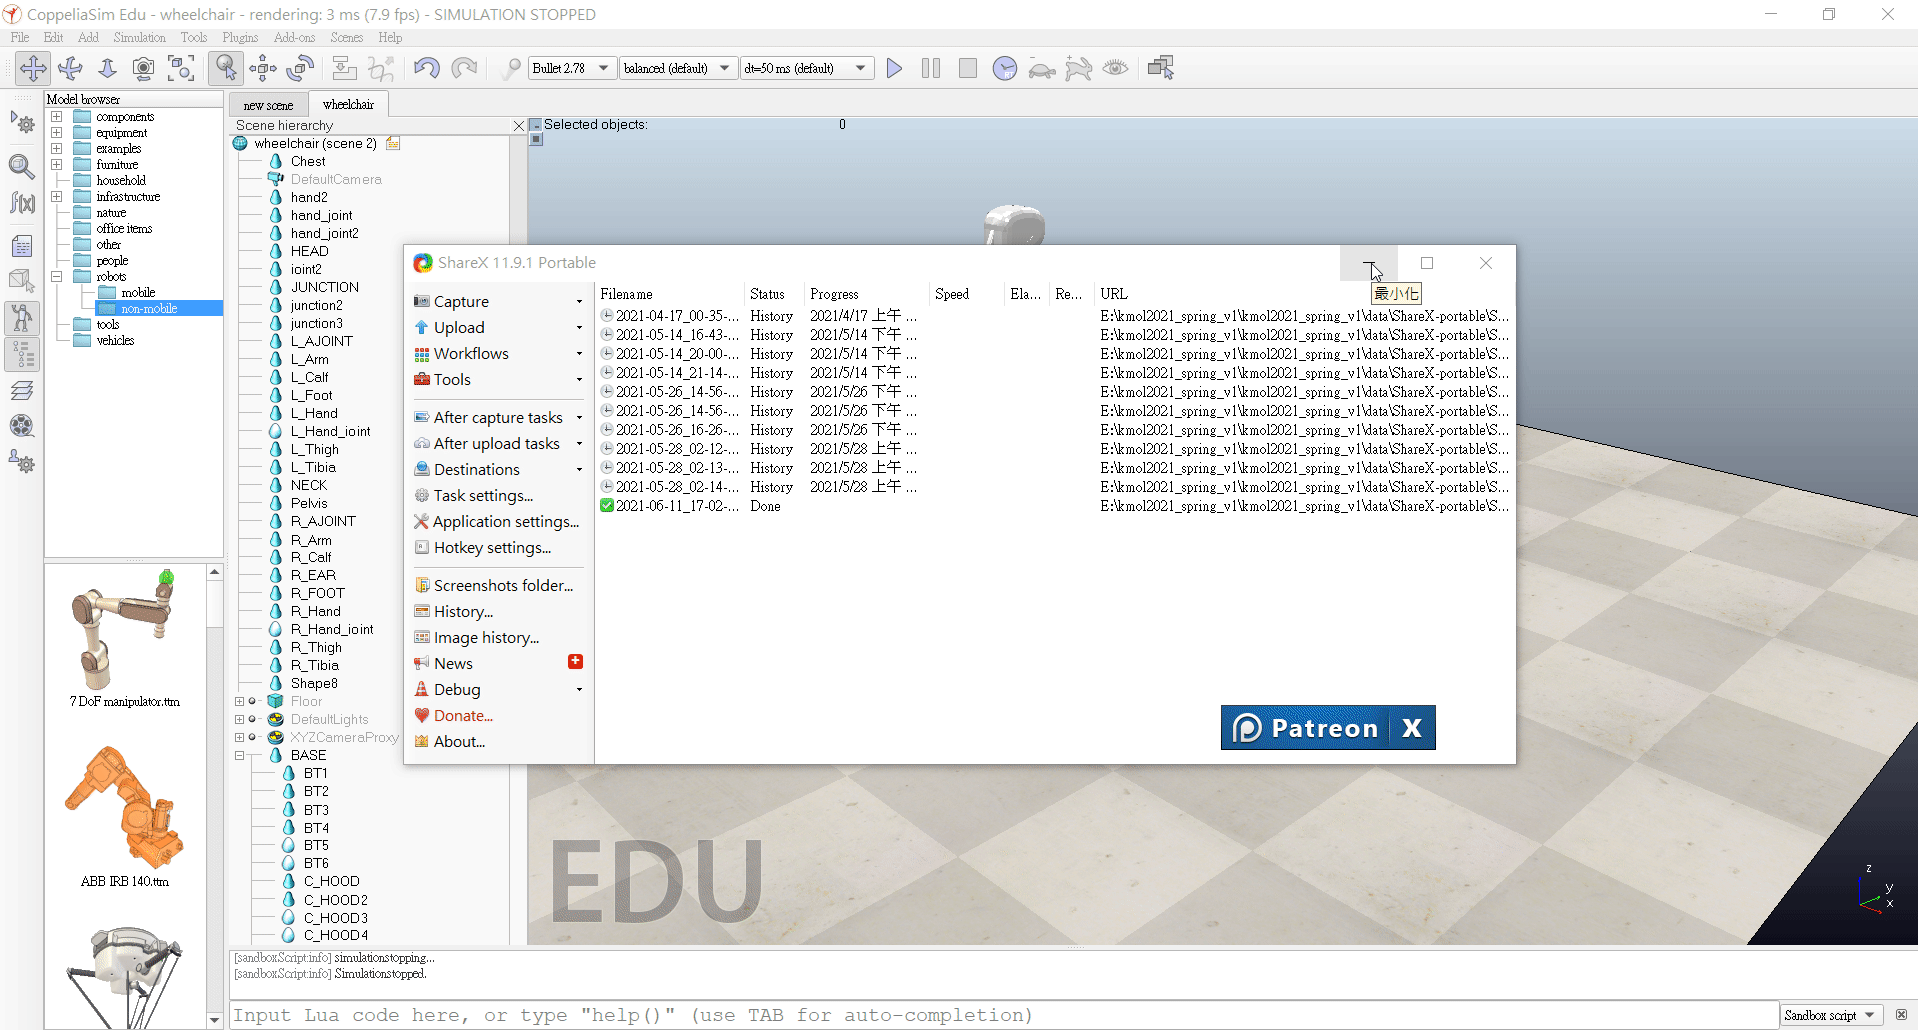 CoppeliaSim Edu - wheelchair - rendering: 3 ms (7.9 fps) - SIMULATION STOPPED
File Edit Add Simulation Tools Plugins Add-ons Scenes Help
Bullet 2.78 balanced (default) dt=50 ms (default)
Model browser
components
equipment
examples
furniture
household
infrastructure
nature
office items
other
people
robots
mobile
non-mobile
tools
vehicles
7 DoF manipulator.ttm
ABB IRB 140.ttm
new scene wheelchair
Scene hierarchy
wheelchair (scene 2)
Chest
DefaultCamera
hand2
hand_joint
hand_joint2
HEAD
joint2
JUNCTION
junction2
junction3
L_AJOINT
L_Arm
L_Calf
L_Foot
L_Hand
L_Hand_joint
L_Thigh
L_Tibia
NECK
Pelvis
R_AJOINT
R_Arm
R_Calf
R_EAR
R_FOOT
R_Hand
R_Hand_joint
R_Thigh
R_Tibia
Shape8
Floor
DefaultLights
XYZCameraProxy
BASE
BT1
BT2
BT3
BT4
BT5
BT6
C_HOOD
C_HOOD2
C_HOOD3
C_HOOD4
Selected objects: 0
ShareX 11.9.1 Portable
最小化
Capture
Upload
Workflows
Tools
After capture tasks
After upload tasks
Destinations
Task settings...
Application settings...
Hotkey settings...
Screenshots folder...
History...
Image history...
News
Debug
Donate...
About...
Filename Status Progress Speed Ela... Re... URL
2021-04-17_00-35-... History 2021/4/17 上午 ... E:\kmol2021_spring_v1\kmol2021_spring_v1\data\ShareX-portable\S...
2021-05-14_16-43-... History 2021/5/14 下午 ... E:\kmol2021_spring_v1\kmol2021_spring_v1\data\ShareX-portable\S...
2021-05-14_20-00-... History 2021/5/14 下午 ... E:\kmol2021_spring_v1\kmol2021_spring_v1\data\ShareX-portable\S...
2021-05-14_21-14-... History 2021/5/14 下午 ... E:\kmol2021_spring_v1\kmol2021_spring_v1\data\ShareX-portable\S...
2021-05-26_14-56-... History 2021/5/26 下午 ... E:\kmol2021_spring_v1\kmol2021_spring_v1\data\ShareX-portable\S...
2021-05-26_14-56-... History 2021/5/26 下午 ... E:\kmol2021_spring_v1\kmol2021_spring_v1\data\ShareX-portable\S...
2021-05-26_16-26-... History 2021/5/26 下午 ... E:\kmol2021_spring_v1\kmol2021_spring_v1\data\ShareX-portable\S...
2021-05-28_02-12-... History 2021/5/28 上午 ... E:\kmol2021_spring_v1\kmol2021_spring_v1\data\ShareX-portable\S...
2021-05-28_02-13-... History 2021/5/28 上午 ... E:\kmol2021_spring_v1\kmol2021_spring_v1\data\ShareX-portable\S...
2021-05-28_02-14-... History 2021/5/28 上午 ... E:\kmol2021_spring_v1\kmol2021_spring_v1\data\ShareX-portable\S...
2021-06-11_17-02-... Done E:\kmol2021_spring_v1\kmol2021_spring_v1\data\ShareX-portable\S...
Patreon X
EDU
z
y
x
[sandboxScript:info] simulationstopping...
[sandboxScript:info] Simulationstopped.
Input Lua code here, or type "help()" (use TAB for auto-completion)
Sandbox script